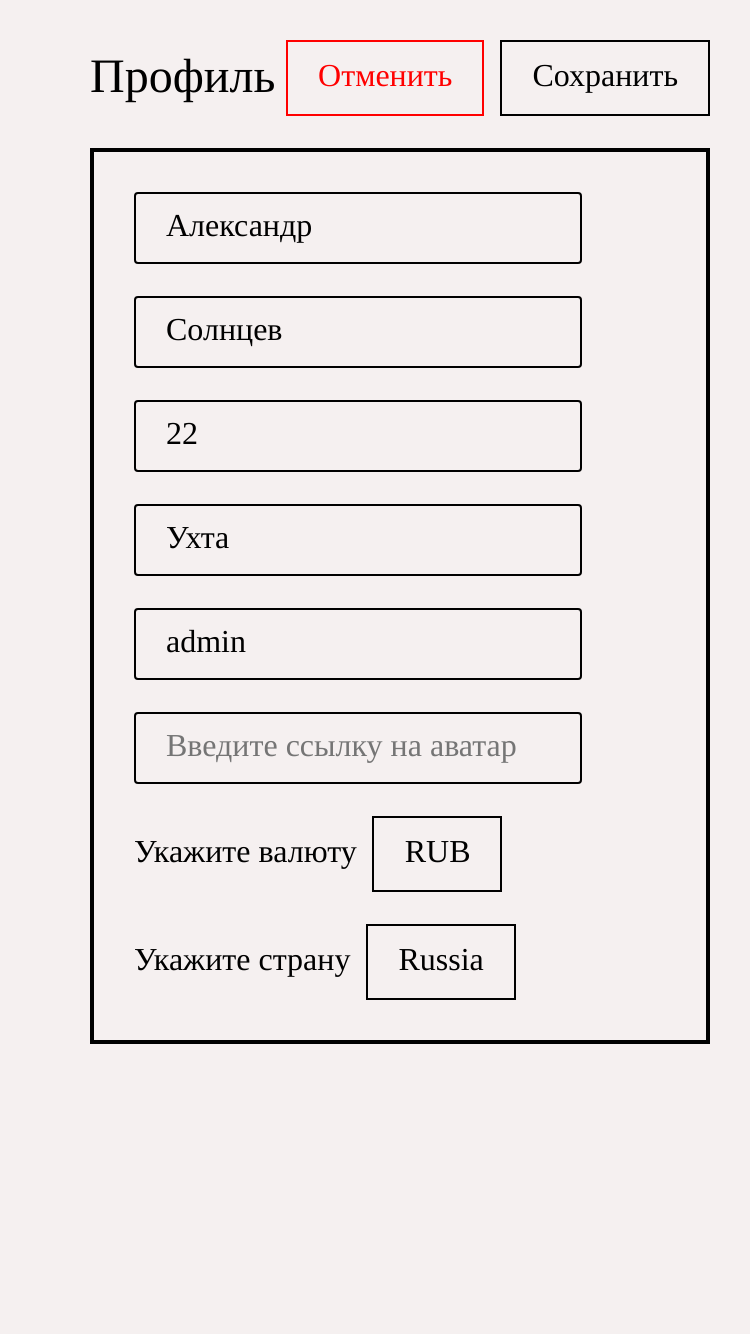 Профиль Отменить Сохранить
Александр
Солнцев
22
Ухта
admin
Введите ссылку на аватар
Укажите валюту RUB
Укажите страну Russia